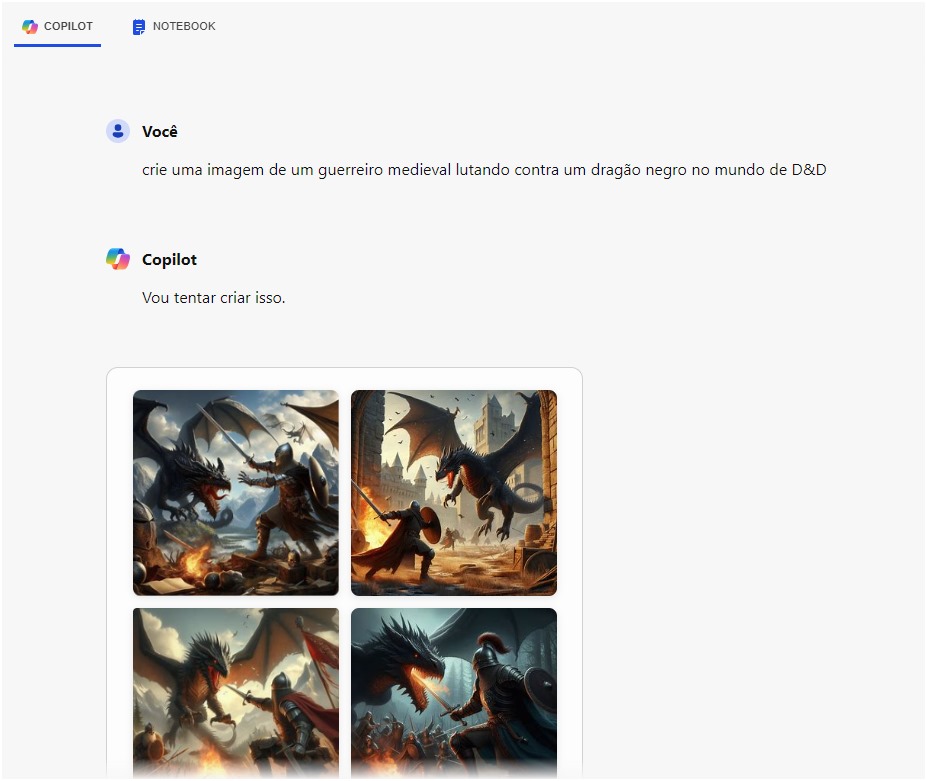 COPILOT
NOTEBOOK
Você
crie uma imagem de um guerreiro medieval lutando contra um dragão negro no mundo de D&D
Copilot
Vou tentar criar isso.